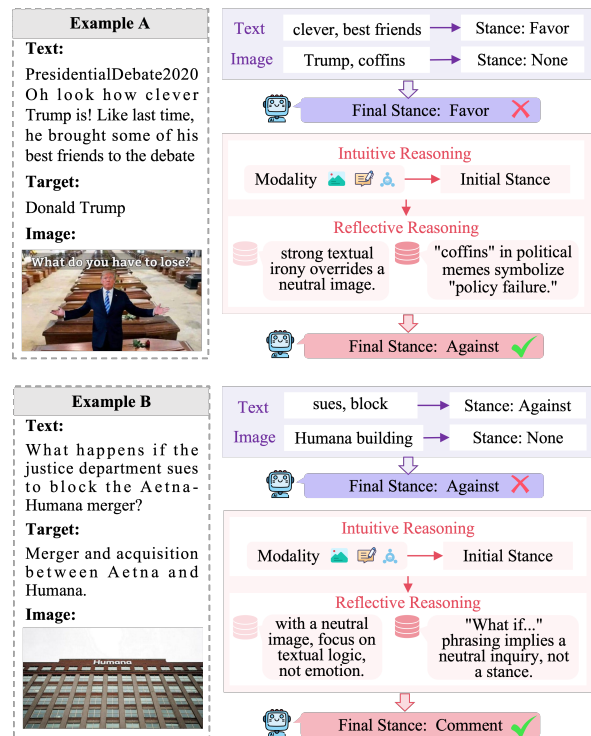 Example A
Text:
PresidentialDebate2020
Oh look how clever
Trump is! Like last time,
he brought some of his
best friends to the debate
Target:
Donald Trump
Image:
What do you have to lose?
Text
clever, best friends
Stance: Favor
Image
Trump, coffins
Stance: None
Final Stance: Favor
Intuitive Reasoning
Modality
Initial Stance
Reflective Reasoning
strong textual
irony overrides a
neutral image.
"coffins" in political
memes symbolize
"policy failure."
Final Stance: Against
Example B
Text:
What happens if the
justice department sues
to block the Aetna-
Humana merger?
Target:
Merger and acquisition
between Aetna and
Humana.
Image:
Humana
Text
sues, block
Stance: Against
Image
Humana building
Stance: None
Final Stance: Against
Intuitive Reasoning
Modality
Initial Stance
Reflective Reasoning
with a neutral
image, focus on
textual logic,
not emotion.
"What if..."
phrasing implies a
neutral inquiry, not
a stance.
Final Stance: Comment